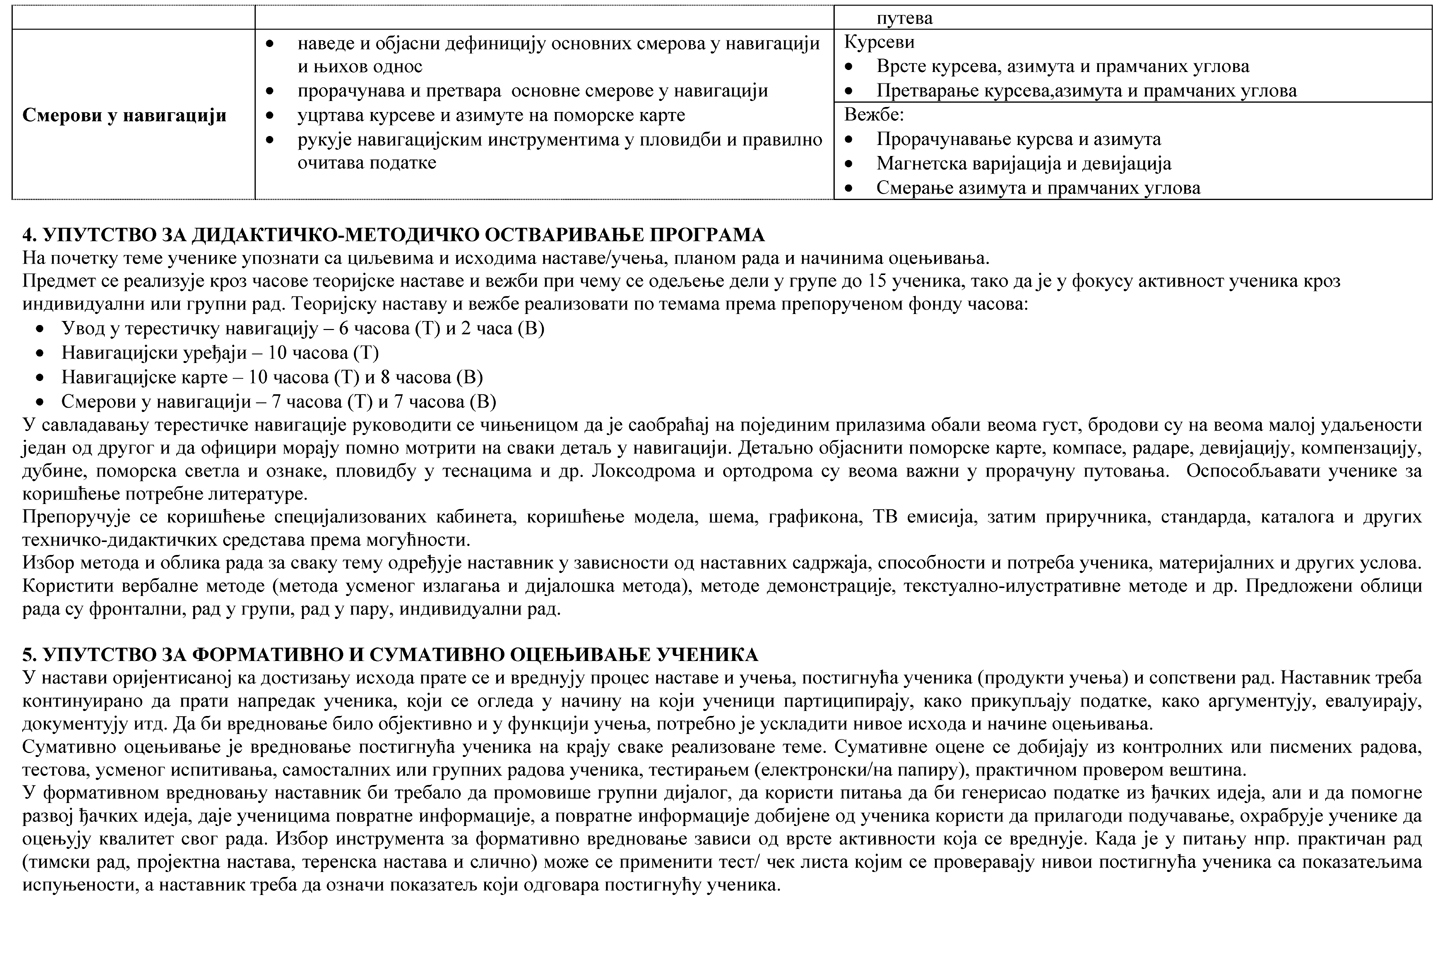 путева
Смерови у навигацији
наведе и објасни дефиницију основних смерова у навигацији
и њихов однос
прорачунава и претвара основне смерове у навигацији
уцртава курсеве и азимуте на поморске карте
рукује навигацијским инструментима у пловидби и правилно
очитава податке
Курсеви
Врсте курсева, азимута и прамчаних углова
Претварање курсева,азимута и прамчаних углова
Вежбе:
Прорачунавање курсва и азимута
Магнетска варијација и девијација
Смерање азимута и прамчаних углова
4. УПУТСТВО ЗА ДИДАКТИЧКО-МЕТОДИЧКО ОСТВАРИВАЊЕ ПРОГРАМА
На почетку теме ученике упознати са циљевима и исходима наставе/учења, планом рада и начинима оцењивања.
Предмет се реализује кроз часове теоријске наставе и вежби при чему се одељење дели у групе до 15 ученика, тако да је у фокусу активност ученика кроз
индивидуални или групни рад. Теоријску наставу и вежбе реализовати по темама према препорученом фонду часова:
Увод у терестичку навигацију – 6 часова (Т) и 2 часа (В)
Навигацијски уређаји – 10 часова (Т)
Навигацијске карте – 10 часова (Т) и 8 часова (В)
Смерови у навигацији – 7 часова (Т) и 7 часова (В)
У савладавању терестичке навигације руководити се чињеницом да је саобраћај на појединим прилазима обали веома густ, бродови су на веома малој удаљености
један од другог и да официри морају помно мотрити на сваки детаљ у навигацији. Детаљно објаснити поморске карте, компасе, радаре, девијацију, компензацију,
дубине, поморска светла и ознаке, пловидбу у теснацима и др. Локсодрома и ортодрома су веома важни у прорачуну путовања. Оспособљавати ученике за
коришћење потребне литературе.
Препоручује се коришћење специјализованих кабинета, коришћење модела, шема, графикона, ТВ емисија, затим приручника, стандарда, каталога и других
техничко-дидактичких средстава према могућности.
Избор метода и облика рада за сваку тему одређује наставник у зависности од наставних садржаја, способности и потреба ученика, материјалних и других услова.
Користити вербалне методе (метода усменог излагања и дијалошка метода), методе демонстрације, текстуално-илустративне методе и др. Предложени облици
рада су фронтални, рад у групи, рад у пару, индивидуални рад.
5. УПУТСТВО ЗА ФОРМАТИВНО И СУМАТИВНО ОЦЕЊИВАЊЕ УЧЕНИКА
У настави оријентисаној ка достизању исхода прате се и вреднују процес наставе и учења, постигнућа ученика (продукти учења) и сопствени рад. Наставник треба
континуирано да прати напредак ученика, који се огледа у начину на који ученици партиципирају, како прикупљају податке, како аргументују, евалуирају,
документују итд. Да би вредновање било објективно и у функцији учења, потребно је ускладити нивое исхода и начине оцењивања.
Сумативно оцењивање је вредновање постигнућа ученика на крају сваке реализоване теме. Сумативне оцене се добијају из контролних или писмених радова,
тестова, усменог испитивања, самосталних или групних радова ученика, тестирањем (електронски/на папиру), практичном провером вештина.
У формативном вредновању наставник би требало да промовише групни дијалог, да користи питања да би генерисао податке из ђачких идеја, али и да помогне
развој ђачких идеја, даје ученицима повратне информације, а повратне информације добијене од ученика користи да прилагоди подучавање, охрабрује ученике да
оцењују квалитет свог рада. Избор инструмента за формативно вредновање зависи од врсте активности која се вреднује. Када је у питању нпр. практичан рад
(тимски рад, пројектна настава, теренска настава и слично) може се применити тест/ чек листа којим се проверавају нивои постигнућа ученика са показатељима
испуњености, а наставник треба да означи показатељ који одговара постигнућу ученика.